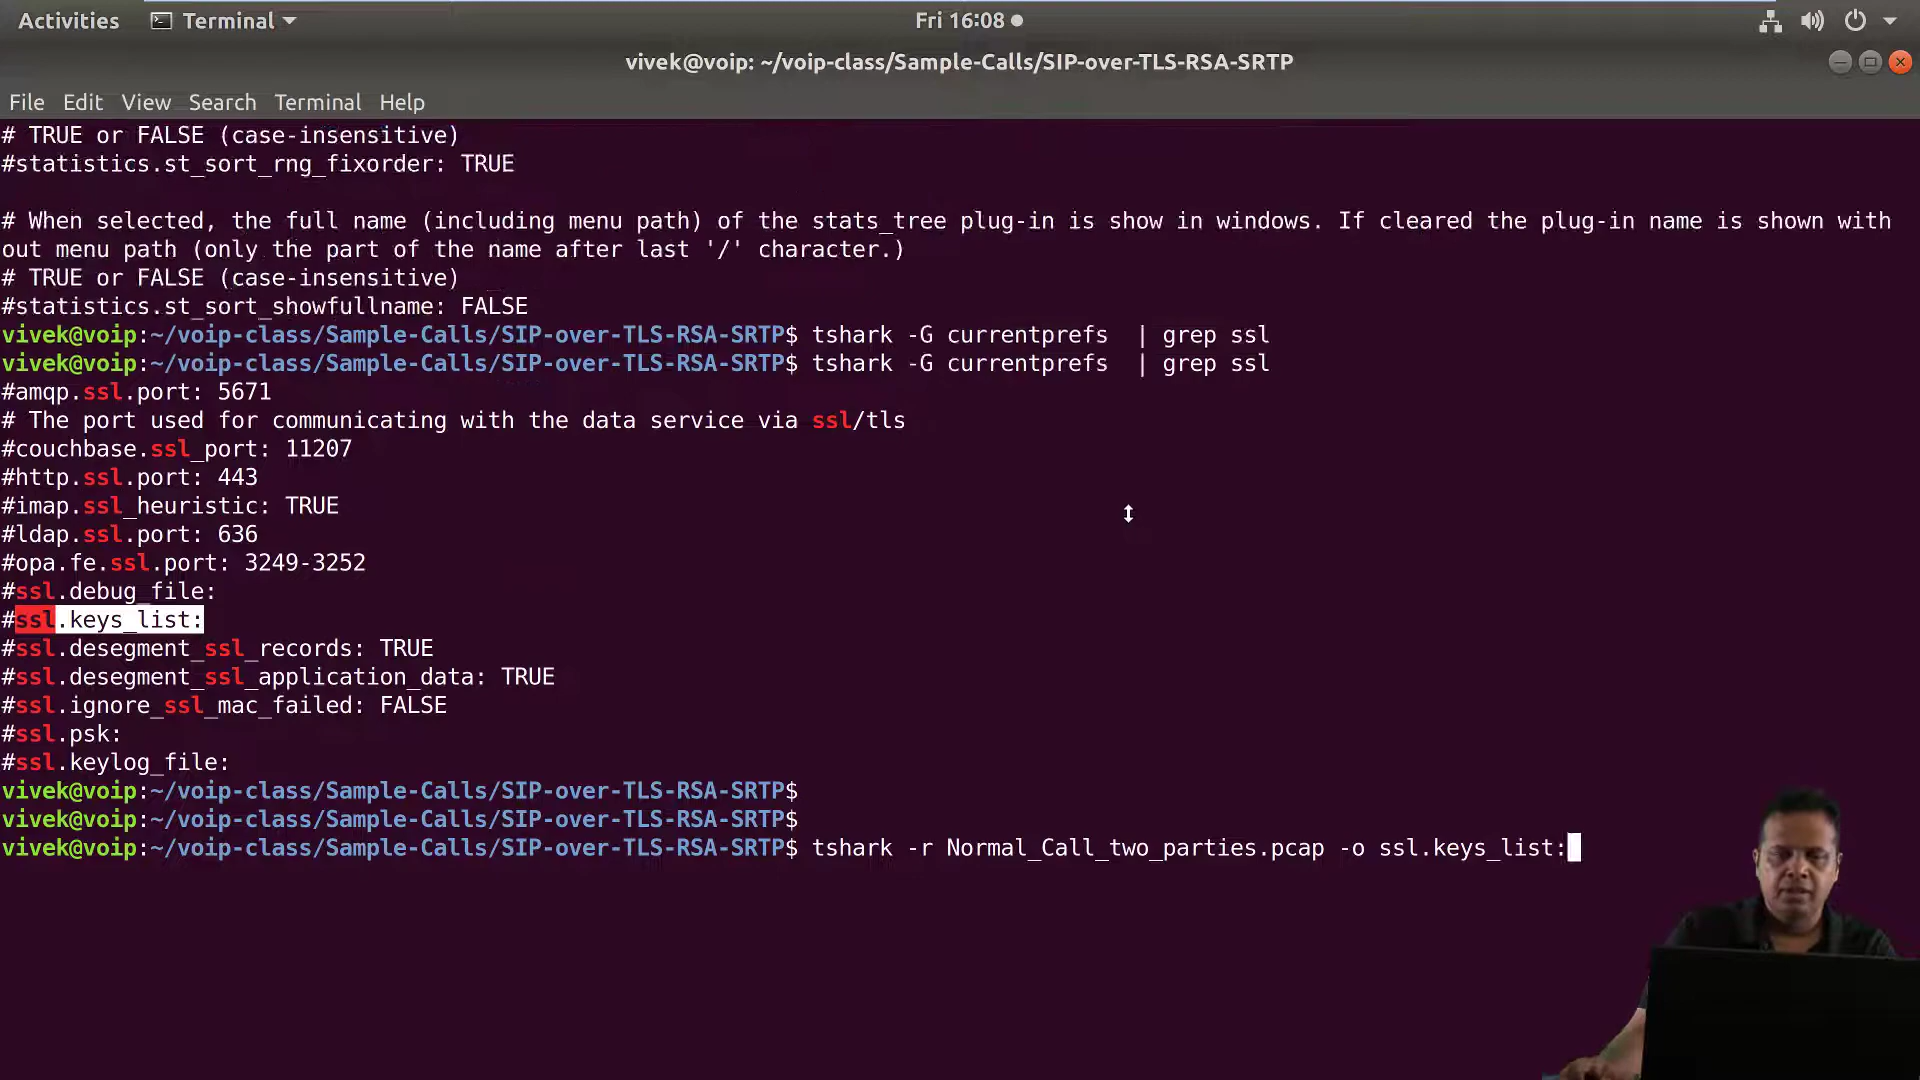 Activities Terminal Fri 16:08
vivek@voip: ~/voip-class/Sample-Calls/SIP-over-TLS-RSA-SRTP
File Edit View Search Terminal Help
# TRUE or FALSE (case-insensitive)
#statistics.st_sort_rng_fixorder: TRUE
# When selected, the full name (including menu path) of the stats_tree plug-in is show in windows. If cleared the plug-in name is shown with
out menu path (only the part of the name after last '/' character.)
# TRUE or FALSE (case-insensitive)
#statistics.st_sort_showfullname: FALSE
vivek@voip:~/voip-class/Sample-Calls/SIP-over-TLS-RSA-SRTP$ tshark -G currentprefs  | grep ssl
vivek@voip:~/voip-class/Sample-Calls/SIP-over-TLS-RSA-SRTP$ tshark -G currentprefs  | grep ssl
#amqp.ssl.port: 5671
# The port used for communicating with the data service via ssl/tls
#couchbase.ssl_port: 11207
#http.ssl.port: 443
#imap.ssl_heuristic: TRUE
#ldap.ssl.port: 636
#opa.fe.ssl.port: 3249-3252
#ssl.debug_file:
#ssl.keys_list:
#ssl.desegment_ssl_records: TRUE
#ssl.desegment_ssl_application_data: TRUE
#ssl.ignore_ssl_mac_failed: FALSE
#ssl.psk:
#ssl.keylog_file:
vivek@voip:~/voip-class/Sample-Calls/SIP-over-TLS-RSA-SRTP$
vivek@voip:~/voip-class/Sample-Calls/SIP-over-TLS-RSA-SRTP$
vivek@voip:~/voip-class/Sample-Calls/SIP-over-TLS-RSA-SRTP$ tshark -r Normal_Call_two_parties.pcap -o ssl.keys_list: